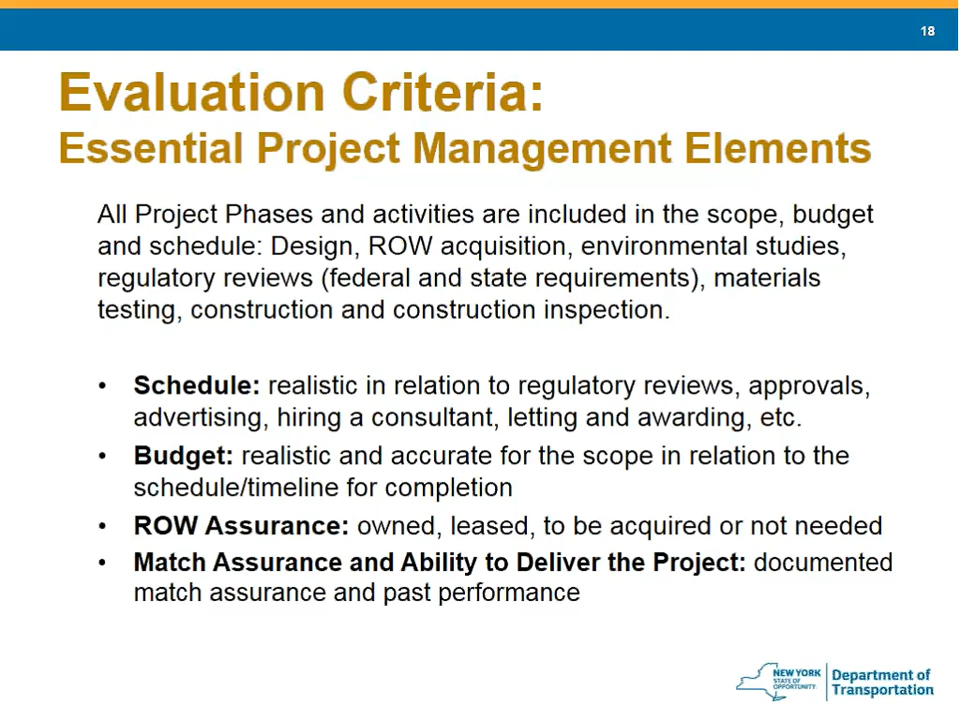 18
Evaluation Criteria:
Essential Project Management Elements
All Project Phases and activities are included in the scope, budget
and schedule: Design, ROW acquisition, environmental studies,
regulatory reviews (federal and state requirements), materials
testing, construction and construction inspection.
• Schedule: realistic in relation to regulatory reviews, approvals,
advertising, hiring a consultant, letting and awarding, etc.
• Budget: realistic and accurate for the scope in relation to the
schedule/timeline for completion
• ROW Assurance: owned, leased, to be acquired or not needed
• Match Assurance and Ability to Deliver the Project: documented
match assurance and past performance
NEW YORK
STATE OF
OPPORTUNITY.
Department of
Transportation